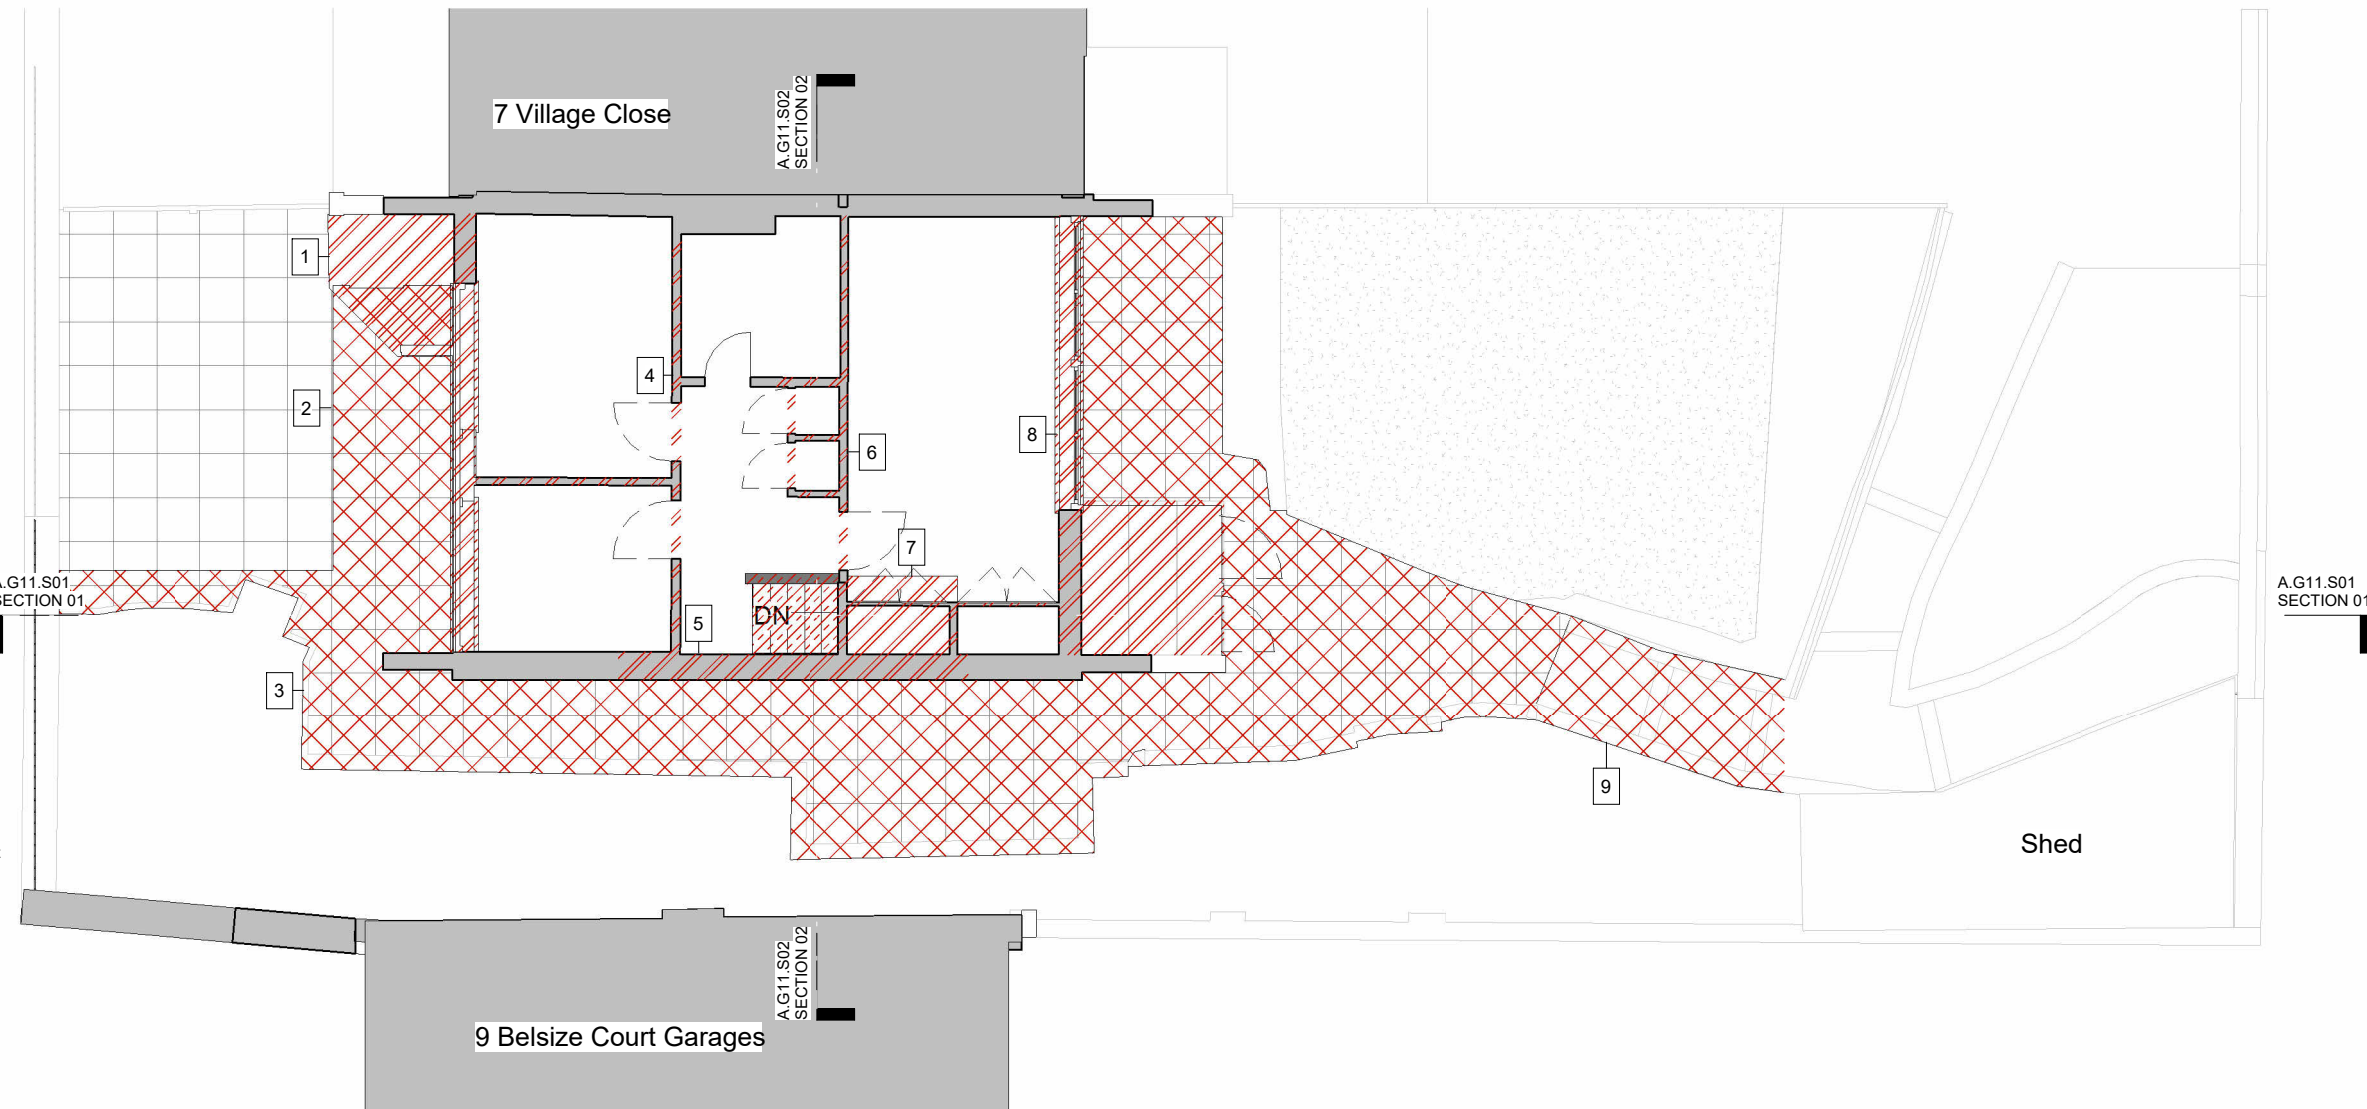 7 Village Close
A.G11.S02
SECTION 02
1
4
2
8
6
7
A.G11.S01
SECTION 01
A.G11.S01
SECTION 01
DN
5
3
9
Shed
A.G11.S02
SECTION 02
9 Belsize Court Garages